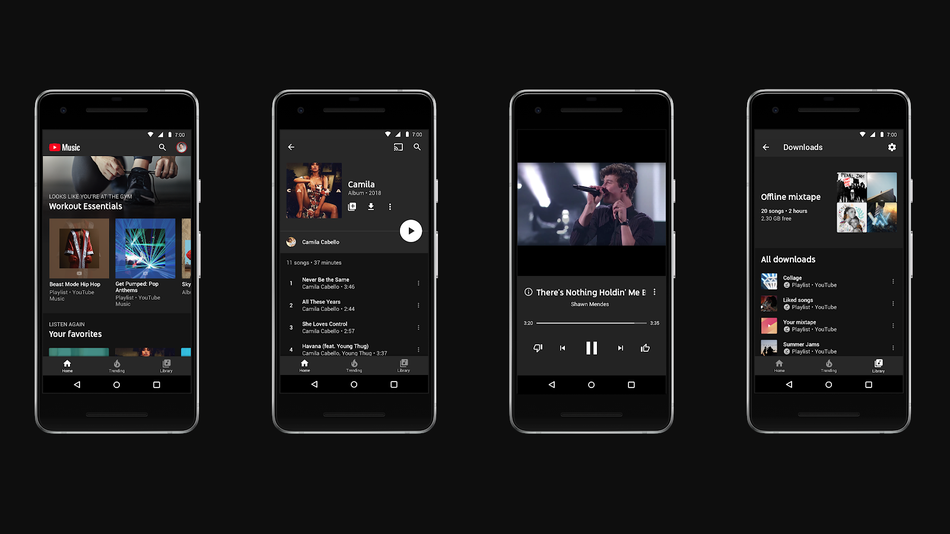 7:00
Music
LOOKS LIKE YOU'RE AT THE GYM
Workout Essentials
Beast Mode Hip Hop
Playlist • YouTube
Music
Get Pumped: Pop
Anthems
Playlist • YouTube
Music
Sky
Alb
LISTEN AGAIN
Your favorites
Home
Trending
Library
7:00
Camila
Album • 2018
Camila Cabello
11 songs • 37 minutes
1
Never Be the Same
Camila Cabello • 3:46
2
All These Years
Camila Cabello • 2:44
3
She Loves Control
Camila Cabello • 2:57
4
Havana (feat. Young Thug)
Camila Cabello, Young Thug • 3:37
Home
Trending
Library
There's Nothing Holdin' Me B
Shawn Mendes
3:20
3:35
7:00
Downloads
Offline mixtape
20 songs • 2 hours
2.30 GB free
PEARL JAM
All downloads
Collage
Playlist • YouTube
Liked songs
Playlist • YouTube
Your mixtape
Playlist • YouTube
Summer Jams
Playlist • YouTube
Home
Trending
Library